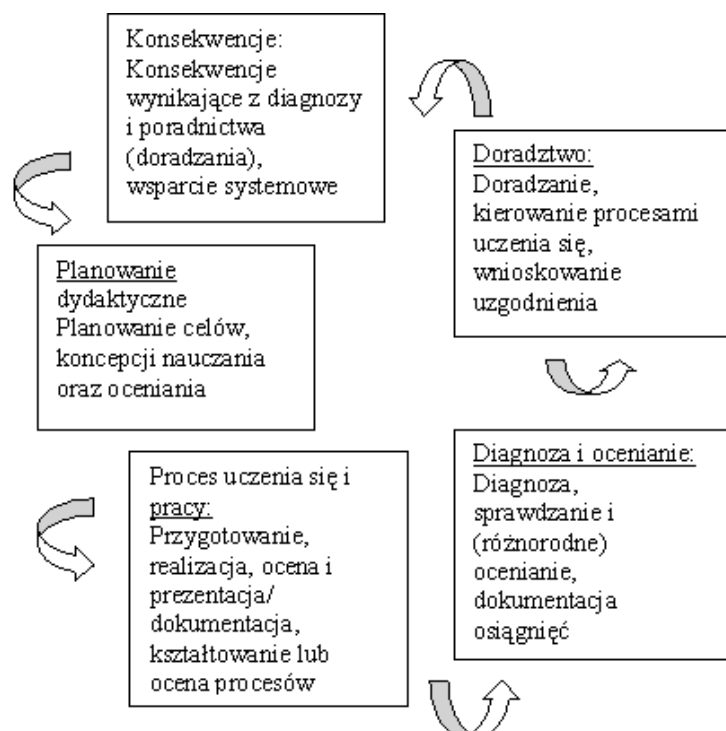 Konsekwencje:
Konsekwencje
wynikające z diagnozy
i poradnictwa
(doradzania),
wsparcie systemowe
Doradztwo:
Doradzanie,
kierowanie procesami
uczenia się,
wnioskowanie
uzgodnienia
Planowanie
dydaktyczne
Planowanie celów,
koncepcji nauczania
oraz oceniania
Diagnoza i ocenianie:
Diagnoza,
sprawdzanie i
(różnorodne)
ocenianie,
dokumentacja
osiągnięć
Proces uczenia się i
pracy:
Przygotowanie,
realizacja, ocena i
prezentacja/
dokumentacja,
kształtowanie lub
ocena procesów